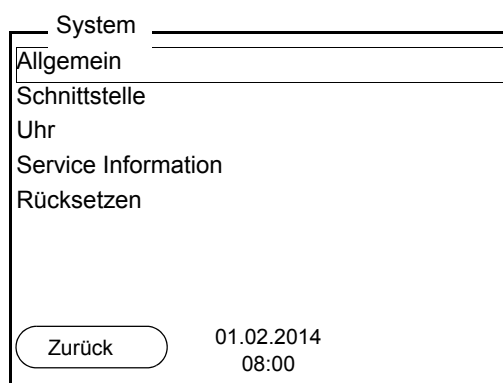 System
Allgemein
Schnittstelle
Uhr
Service Information
Rücksetzen
Zurück
01.02.2014
08:00